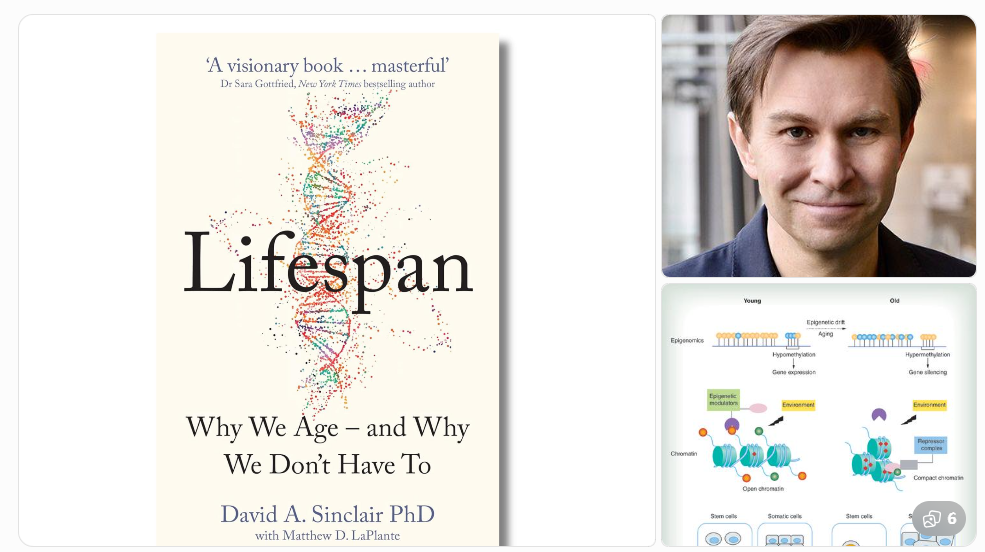 ‘A visionary book … masterful’
Dr Sara Gottfried, New York Times bestselling author
Lifespan
Why We Age – and Why
We Don’t Have To
David A. Sinclair PhD
with Matthew D. LaPlante
Young
Old
Epigenetic drift
Aging
Epigenomics
Hypomethylation
Hypermethylation
Gene expression
Gene silencing
Epigenetic
modulators
Environment
Environment
Repressor
complex
Chromatin
Compact chromatin
Open chromatin
Stem cells
Somatic cells
Stem cells
6